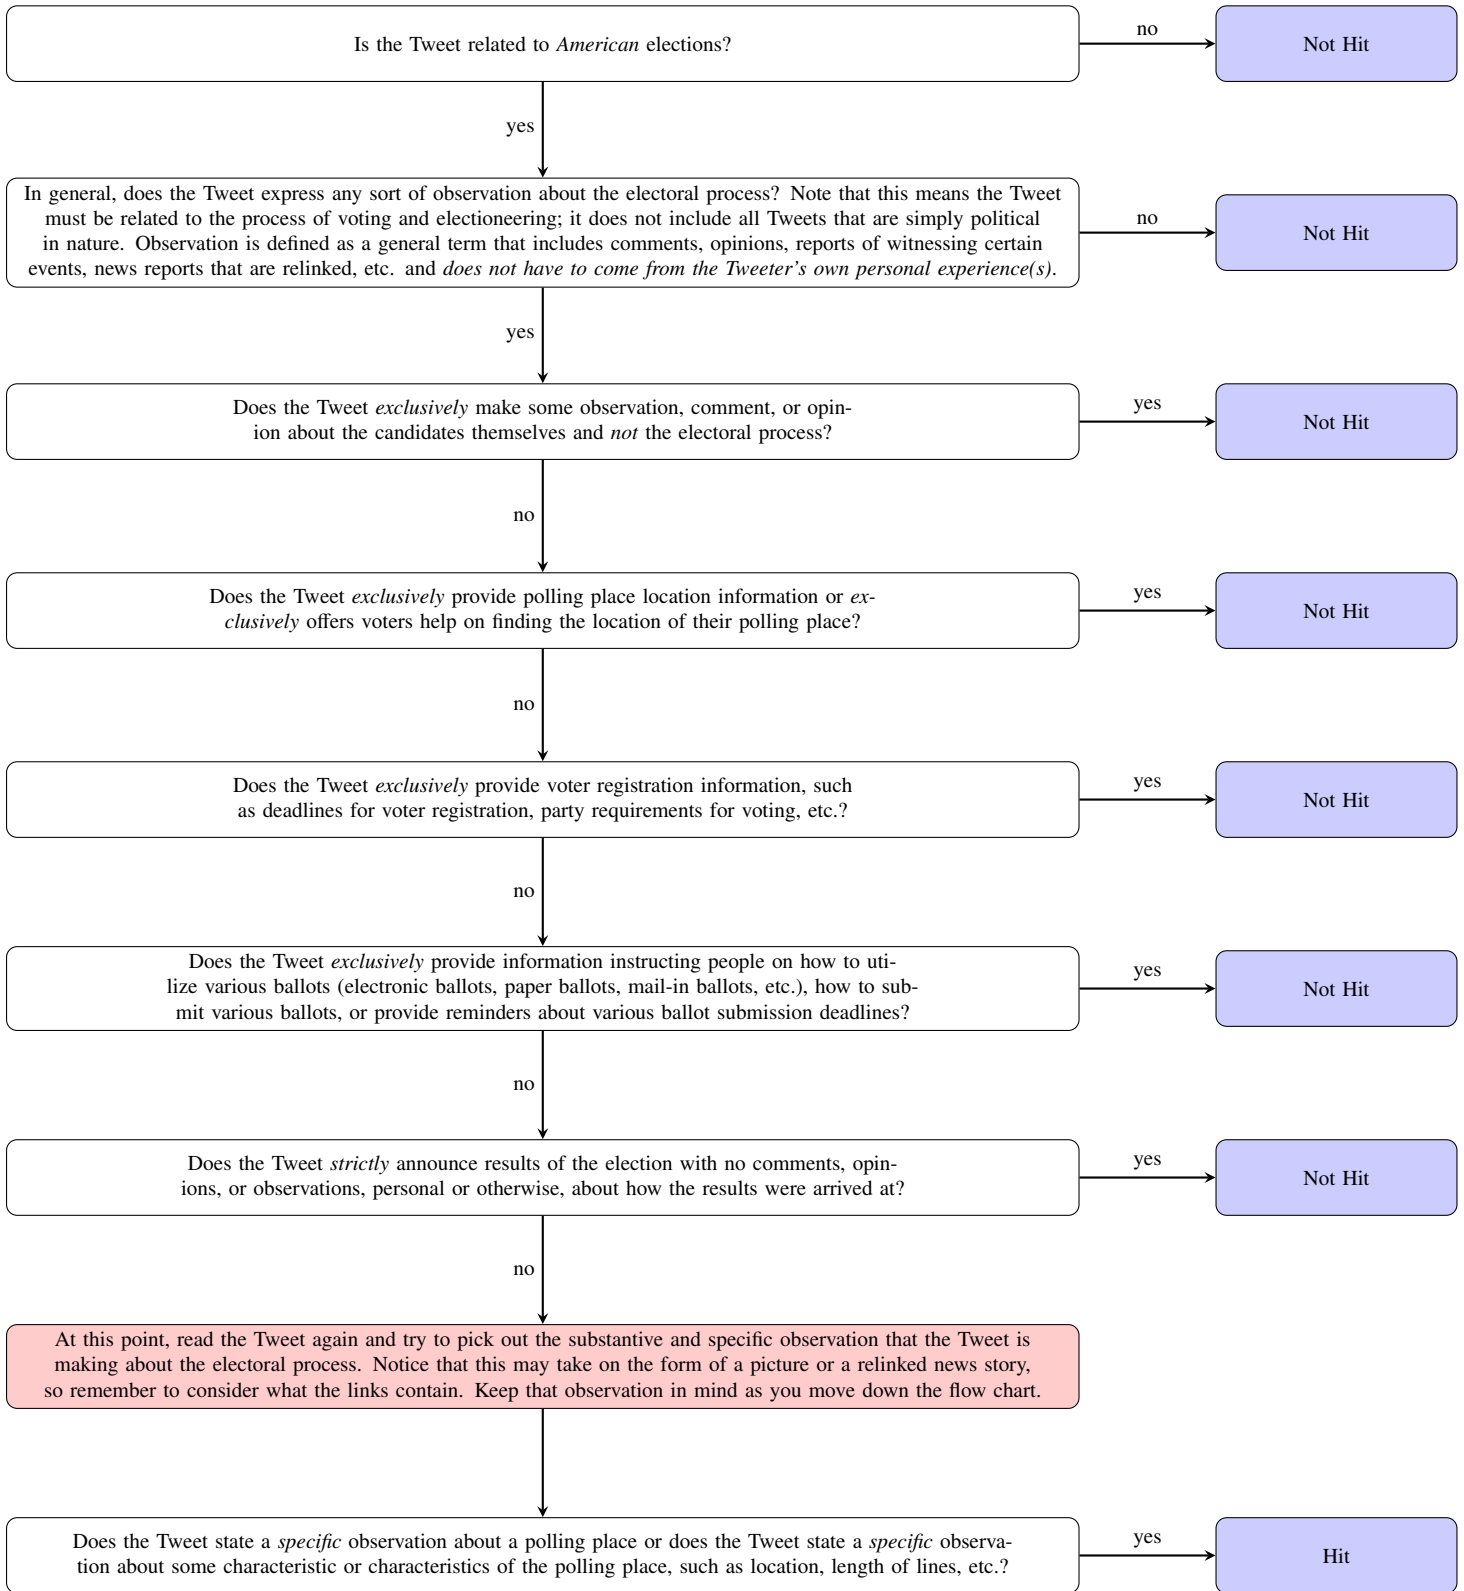 Is the Tweet related to American elections?
no
Not Hit
yes
In general, does the Tweet express any sort of observation about the electoral process? Note that this means the Tweet
must be related to the process of voting and electioneering; it does not include all Tweets that are simply political
in nature. Observation is defined as a general term that includes comments, opinions, reports of witnessing certain
events, news reports that are relinked, etc. and does not have to come from the Tweeter's own personal experience(s).
no
Not Hit
yes
Does the Tweet exclusively make some observation, comment, or opin-
ion about the candidates themselves and not the electoral process?
yes
Not Hit
no
Does the Tweet exclusively provide polling place location information or ex-
clusively offers voters help on finding the location of their polling place?
yes
Not Hit
no
Does the Tweet exclusively provide voter registration information, such
as deadlines for voter registration, party requirements for voting, etc.?
yes
Not Hit
no
Does the Tweet exclusively provide information instructing people on how to uti-
lize various ballots (electronic ballots, paper ballots, mail-in ballots, etc.), how to sub-
mit various ballots, or provide reminders about various ballot submission deadlines?
yes
Not Hit
no
Does the Tweet strictly announce results of the election with no comments, opin-
ions, or observations, personal or otherwise, about how the results were arrived at?
yes
Not Hit
no
At this point, read the Tweet again and try to pick out the substantive and specific observation that the Tweet is
making about the electoral process. Notice that this may take on the form of a picture or a relinked news story,
so remember to consider what the links contain. Keep that observation in mind as you move down the flow chart.
Does the Tweet state a specific observation about a polling place or does the Tweet state a specific observa-
tion about some characteristic or characteristics of the polling place, such as location, length of lines, etc.?
yes
Hit